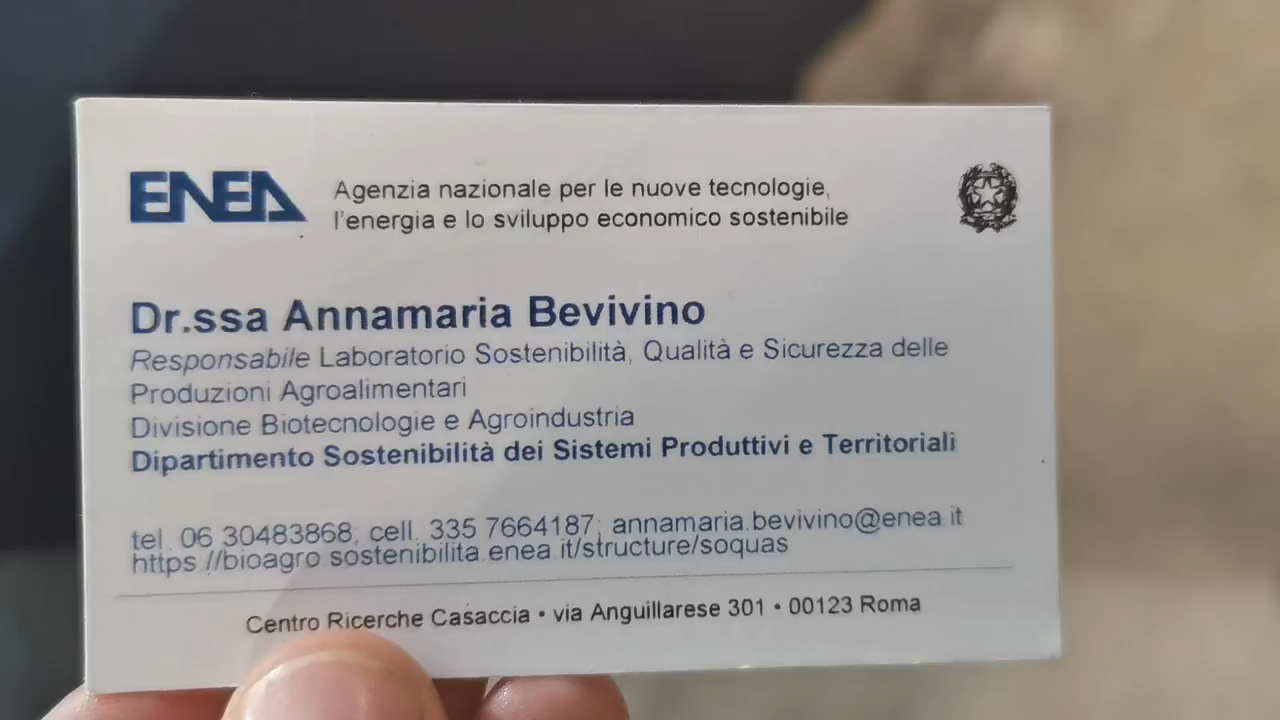 ENEA
Agenzia nazionale per le nuove tecnologie,
l'energia e lo sviluppo economico sostenibile
Dr.ssa Annamaria Bevivino
Responsabile Laboratorio Sostenibilità, Qualità e Sicurezza delle
Produzioni Agroalimentari
Divisione Biotecnologie e Agroindustria
Dipartimento Sostenibilità dei Sistemi Produttivi e Territoriali
tel. 06 30483868, cell. 335 7664187; annamaria.bevivino@enea.it
https://bioagro.sostenibilita.enea.it/structure/soquas
Centro Ricerche Casaccia • via Anguillarese 301 • 00123 Roma